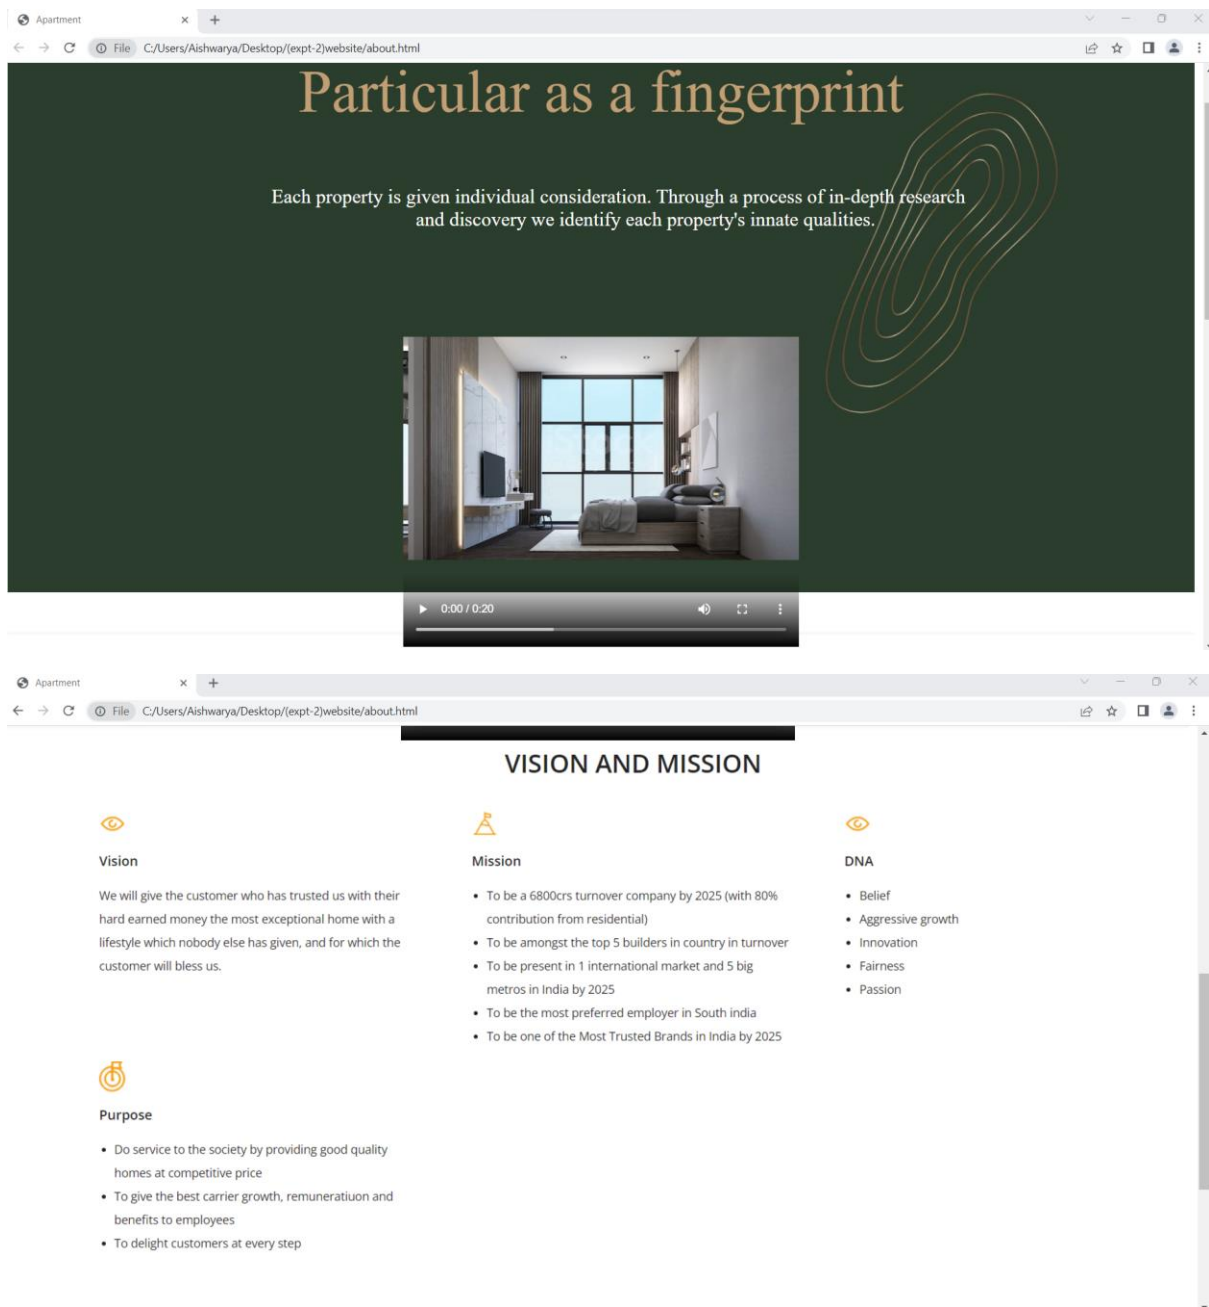 Apartment
File C:/Users/Aishwarya/Desktop/(expt-2)website/about.html
Particular as a fingerprint
Each property is given individual consideration. Through a process of in-depth research
and discovery we identify each property's innate qualities.
0:00 / 0:20
Apartment
File C:/Users/Aishwarya/Desktop/(expt-2)website/about.html
VISION AND MISSION
Vision
We will give the customer who has trusted us with their
hard earned money the most exceptional home with a
lifestyle which nobody else has given, and for which the
customer will bless us.
Mission
To be a 6800crs turnover company by 2025 (with 80%
contribution from residential)
To be amongst the top 5 builders in country in turnover
To be present in 1 international market and 5 big
metros in India by 2025
To be the most preferred employer in South india
To be one of the Most Trusted Brands in India by 2025
DNA
Belief
Aggressive growth
Innovation
Fairness
Passion
Purpose
Do service to the society by providing good quality
homes at competitive price
To give the best carrier growth, remuneratiuon and
benefits to employees
To delight customers at every step